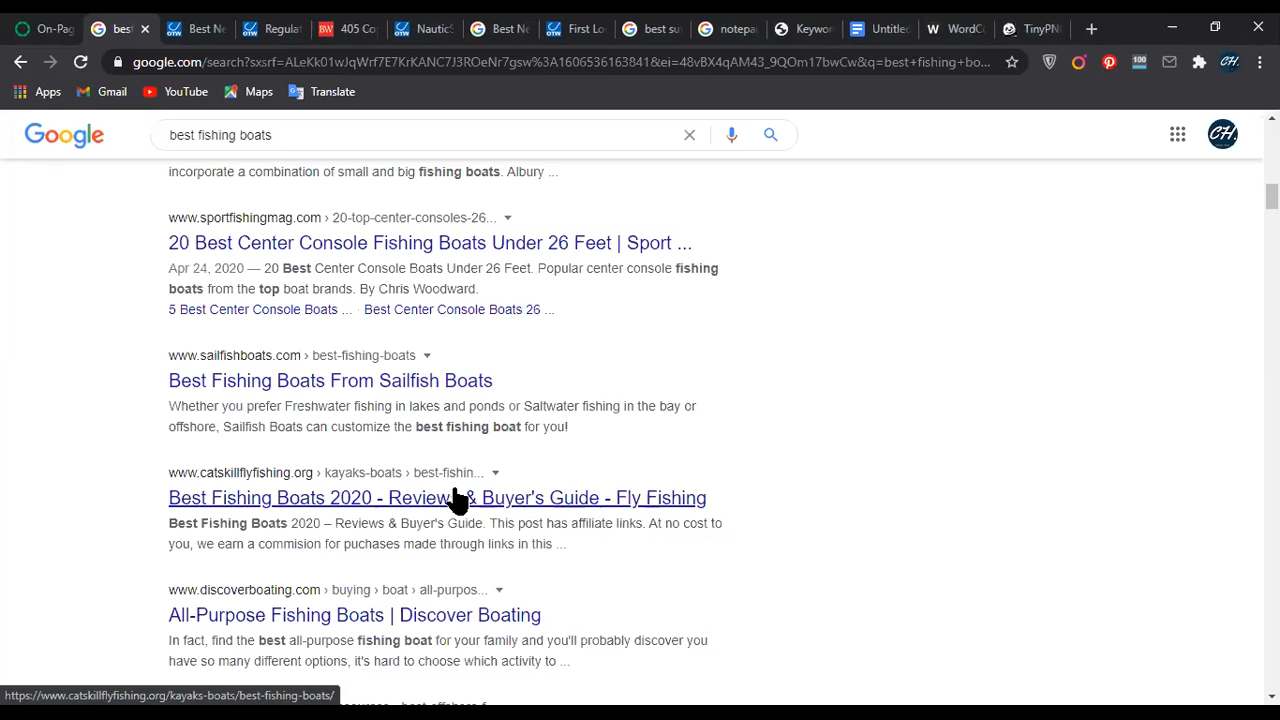 On-Pag
best
Best Ne
Regulat
405 Co
Nautic
Best Ne
First Lo
best su
notepa
Keywor
Untitle
WordCo
TinyPN
google.com/search?sxsrf=ALeKk01wJqWrf7E7KrKANC7J3ROeNr7gsw%3A1606536163841&ei=48vBX4qAM43_9QOm17bwCw&q=best+fishing+bo...
100
CH.
Apps
Gmail
YouTube
Maps
Translate
Google
best fishing boats
CH.
incorporate a combination of small and big fishing boats. Albury ...
www.sportfishingmag.com › 20-top-center-consoles-26...
20 Best Center Console Fishing Boats Under 26 Feet | Sport ...
Apr 24, 2020 — 20 Best Center Console Boats Under 26 Feet. Popular center console fishing
boats from the top boat brands. By Chris Woodward.
5 Best Center Console Boats ... · Best Center Console Boats 26 ...
www.sailfishboats.com › best-fishing-boats
Best Fishing Boats From Sailfish Boats
Whether you prefer Freshwater fishing in lakes and ponds or Saltwater fishing in the bay or
offshore, Sailfish Boats can customize the best fishing boat for you!
www.catskillflyfishing.org › kayaks-boats › best-fishin...
Best Fishing Boats 2020 - Reviews & Buyer's Guide - Fly Fishing
Best Fishing Boats 2020 – Reviews & Buyer's Guide. This post has affiliate links. At no cost to
you, we earn a commision for puchases made through links in this ...
www.discoverboating.com › buying › boat › all-purpos...
All-Purpose Fishing Boats | Discover Boating
In fact, find the best all-purpose fishing boat for your family and you'll probably discover you
have so many different options, it's hard to choose which activity to ...
https://www.catskillflyfishing.org/kayaks-boats/best-fishing-boats/